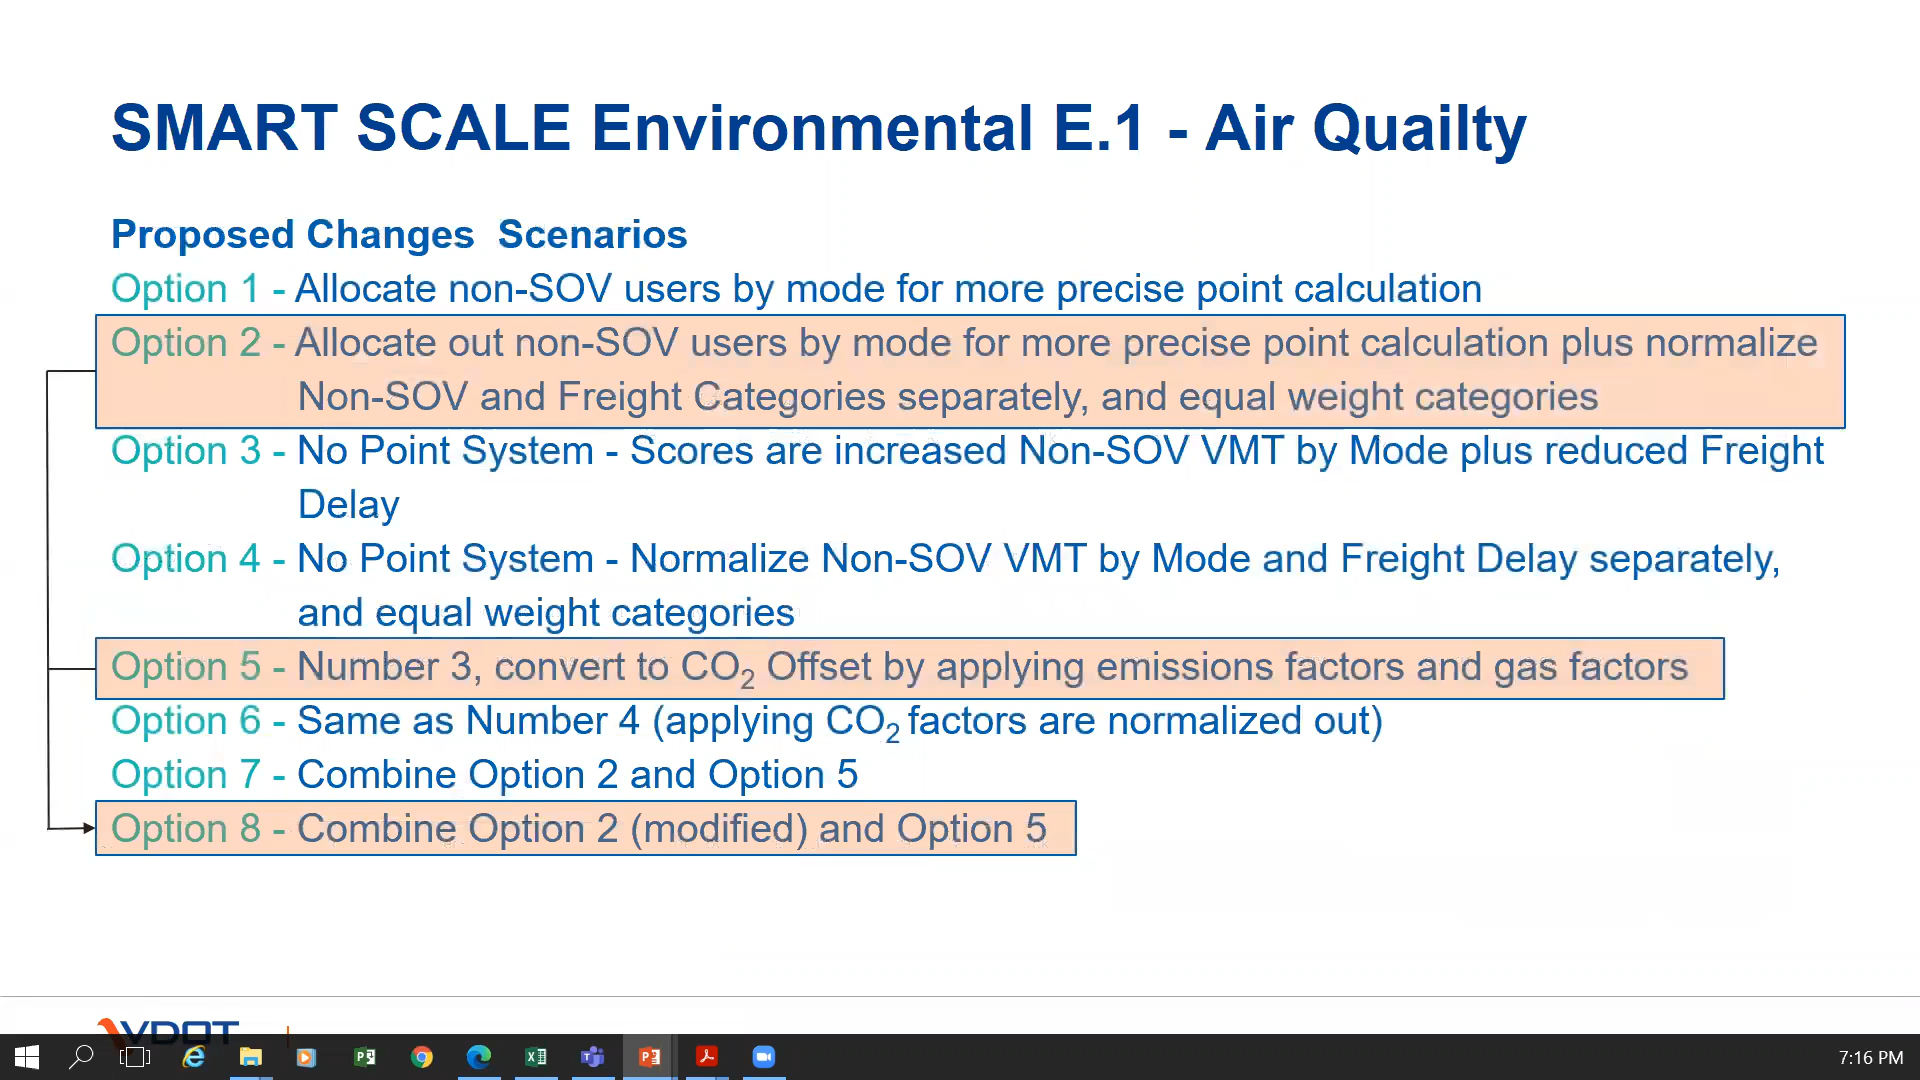 SMART SCALE Environmental E.1 - Air Quailty
Proposed Changes  Scenarios
Option 1 - Allocate non-SOV users by mode for more precise point calculation
Option 2 - Allocate out non-SOV users by mode for more precise point calculation plus normalize
Non-SOV and Freight Categories separately, and equal weight categories
Option 3 - No Point System - Scores are increased Non-SOV VMT by Mode plus reduced Freight
Delay
Option 4 - No Point System - Normalize Non-SOV VMT by Mode and Freight Delay separately,
and equal weight categories
Option 5 - Number 3, convert to CO₂ Offset by applying emissions factors and gas factors
Option 6 - Same as Number 4 (applying CO₂ factors are normalized out)
Option 7 - Combine Option 2 and Option 5
Option 8 - Combine Option 2 (modified) and Option 5
VDOT
7:16 PM